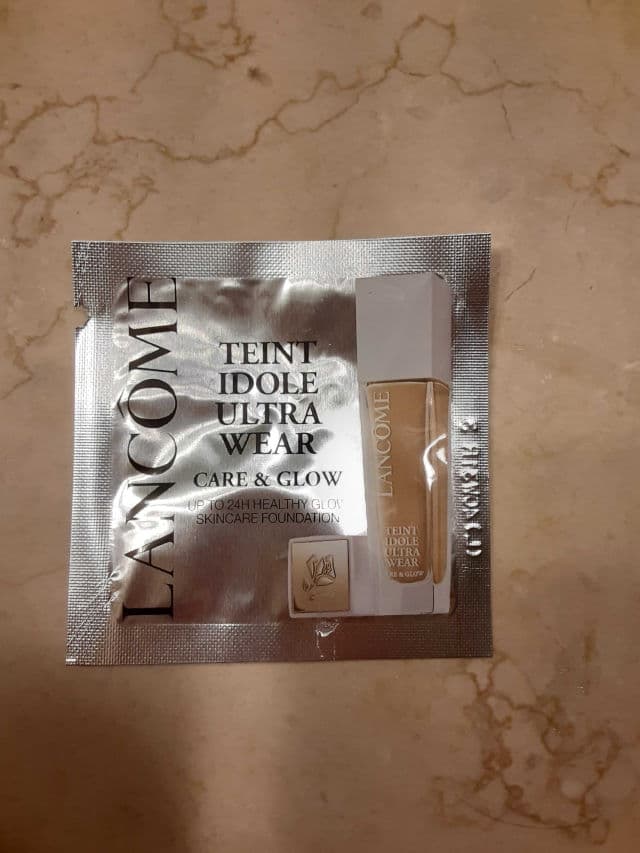 LANCÔME
TEINT
IDOLE
ULTRA
WEAR
CARE & GLOW
UP TO 24H HEALTHY GLOW
SKINCARE FOUNDATION
LANCÔME
TEINT
IDOLE
ULTRA
WEAR
CARE & GLOW